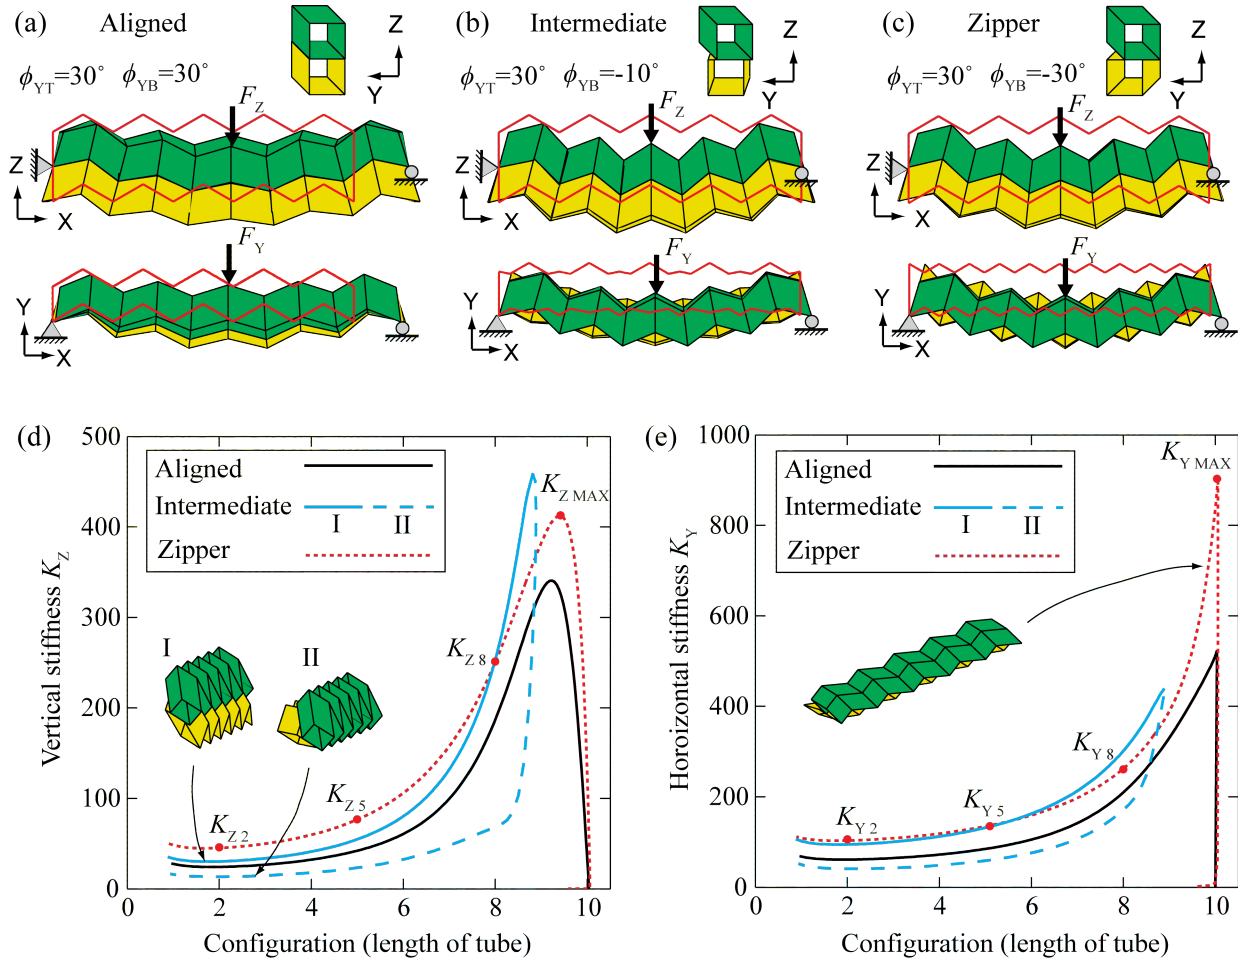 (a) Aligned
ϕYT=30° ϕYB=30°
Z
Y
FZ
Z
X
FY
Y
X
(b) Intermediate
ϕYT=30° ϕYB=-10°
Z
Y
FZ
Z
X
FY
Y
X
(c) Zipper
ϕYT=30° ϕYB=-30°
Z
Y
FZ
Z
X
FY
Y
X
(d)
Vertical stiffness KZ
500
400
300
200
100
0
Aligned
Intermediate
I II
Zipper
KZ MAX
KZ 8
KZ 5
KZ 2
I II
0 2 4 6 8 10
Configuration (length of tube)
(e)
Horoizontal stiffness KY
1000
800
600
400
200
0
Aligned
Intermediate
I II
Zipper
KY MAX
KY 8
KY 5
KY 2
2 4 6 8 10
Configuration (length of tube)